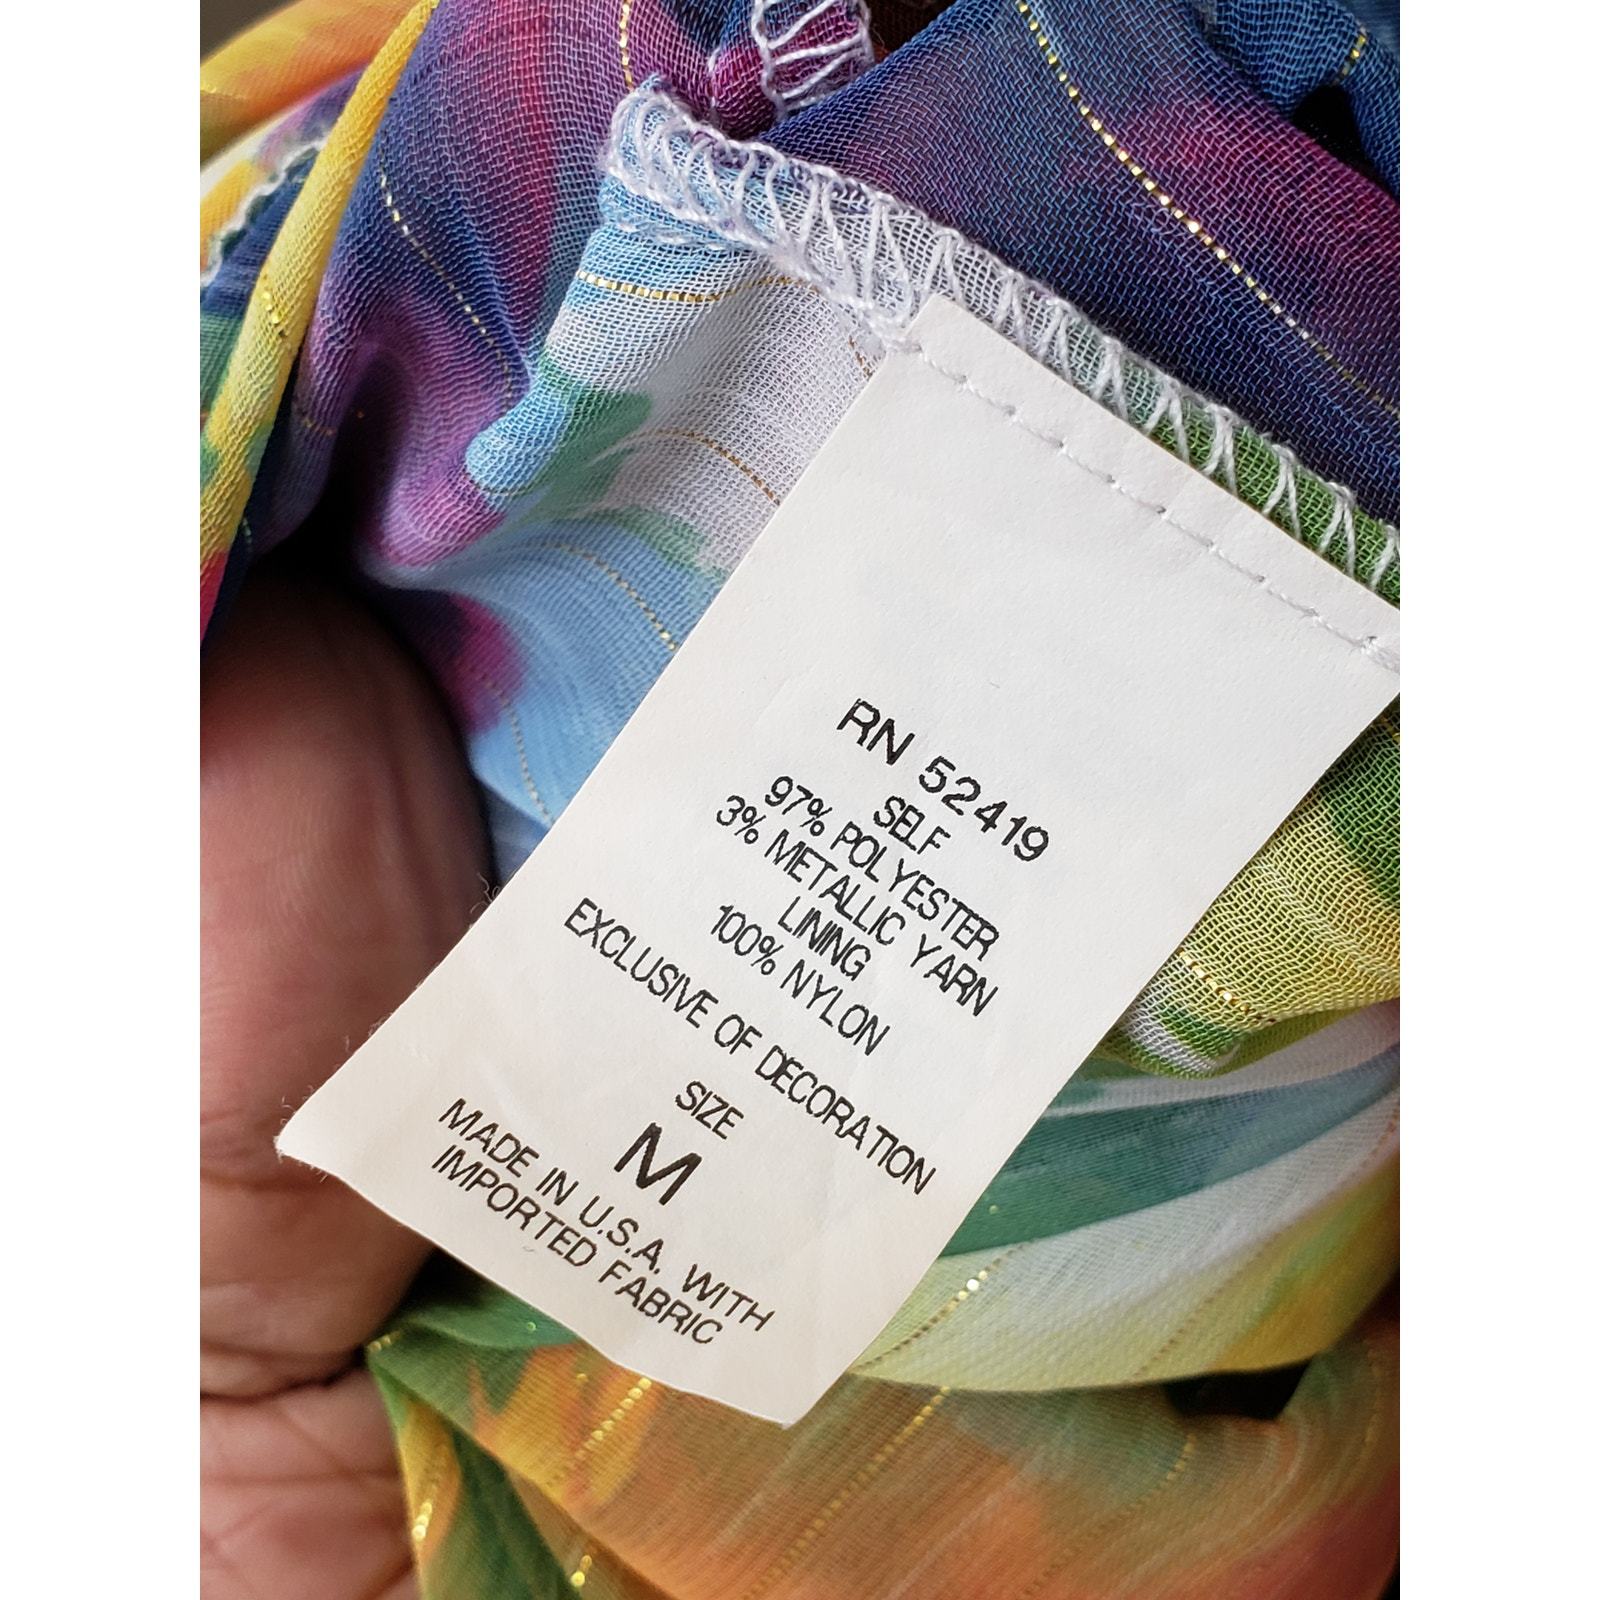 RN 52419
SELF
97% POLYESTER
3% METALLIC YARN
LINING
100% NYLON
EXCLUSIVE OF DECORATION
SIZE
M
MADE IN U.S.A. WITH
IMPORTED FABRIC